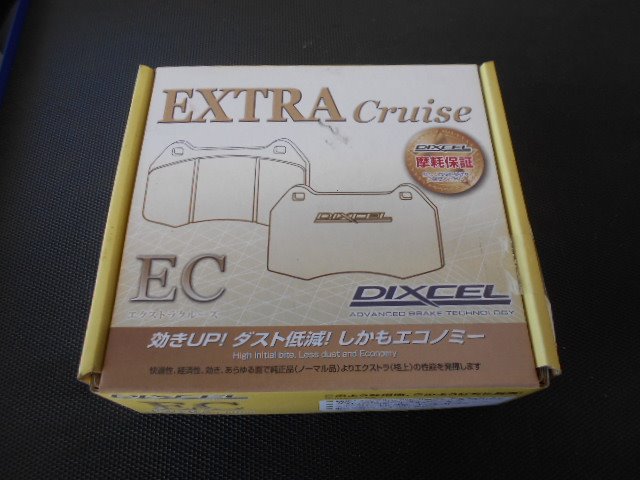 EXTRA Cruise
DIXCEL
摩耗保証
DIXCEL
EC
エクストラクルーズ
DIXCEL
ADVANCED BRAKE TECHNOLOGY
効きUP! ダスト低減! しかもエコノミー
High initial bite, Less dust and Econpmy
快適性、経済性、効き、あらゆる面で純正品(ノーマル品)よりエクストラ(格上)の性能を発揮します
DIXCEL
EC